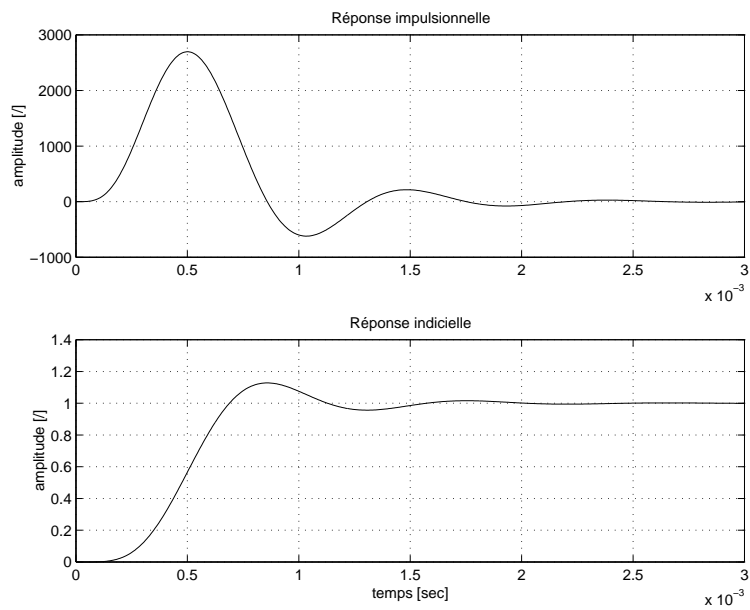 Réponse impulsionnelle
3000
2000
1000
0
−1000
amplitude [/]
0 0.5 1 1.5 2 2.5 3
x 10⁻³
Réponse indicielle
1.4
1.2
1
0.8
0.6
0.4
0.2
0
amplitude [/]
0 0.5 1 1.5 2 2.5 3
temps [sec]
x 10⁻³